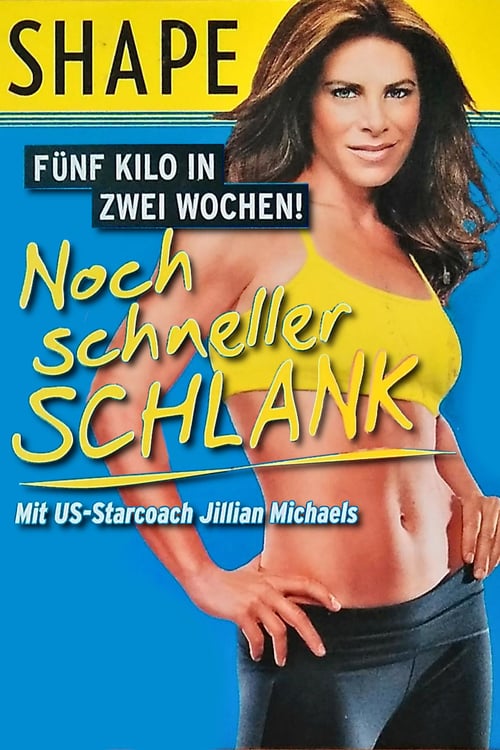 SHAPE
FÜNF KILO IN
ZWEI WOCHEN!
Noch
schneller
SCHLANK
Mit US-Starcoach Jillian Michaels